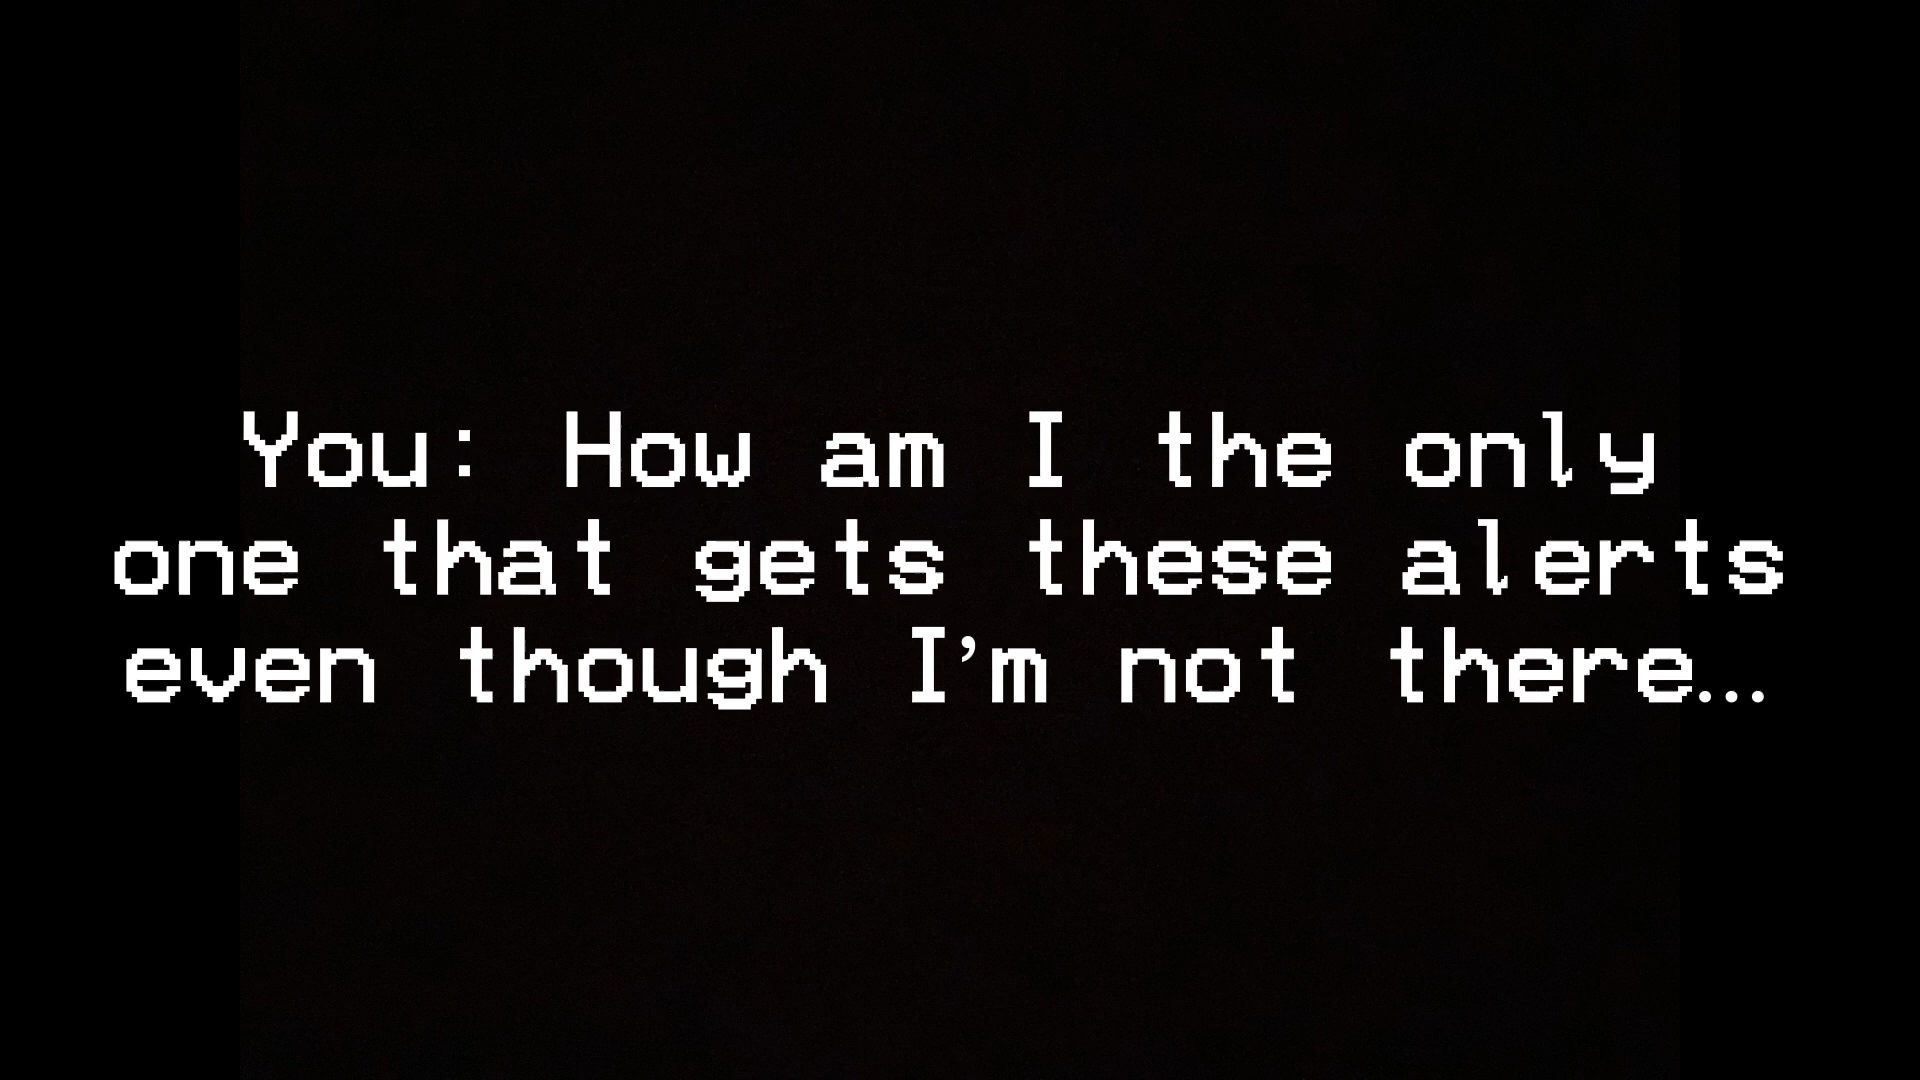 You: How am I the only
one that gets these alerts
even though I’m not there...